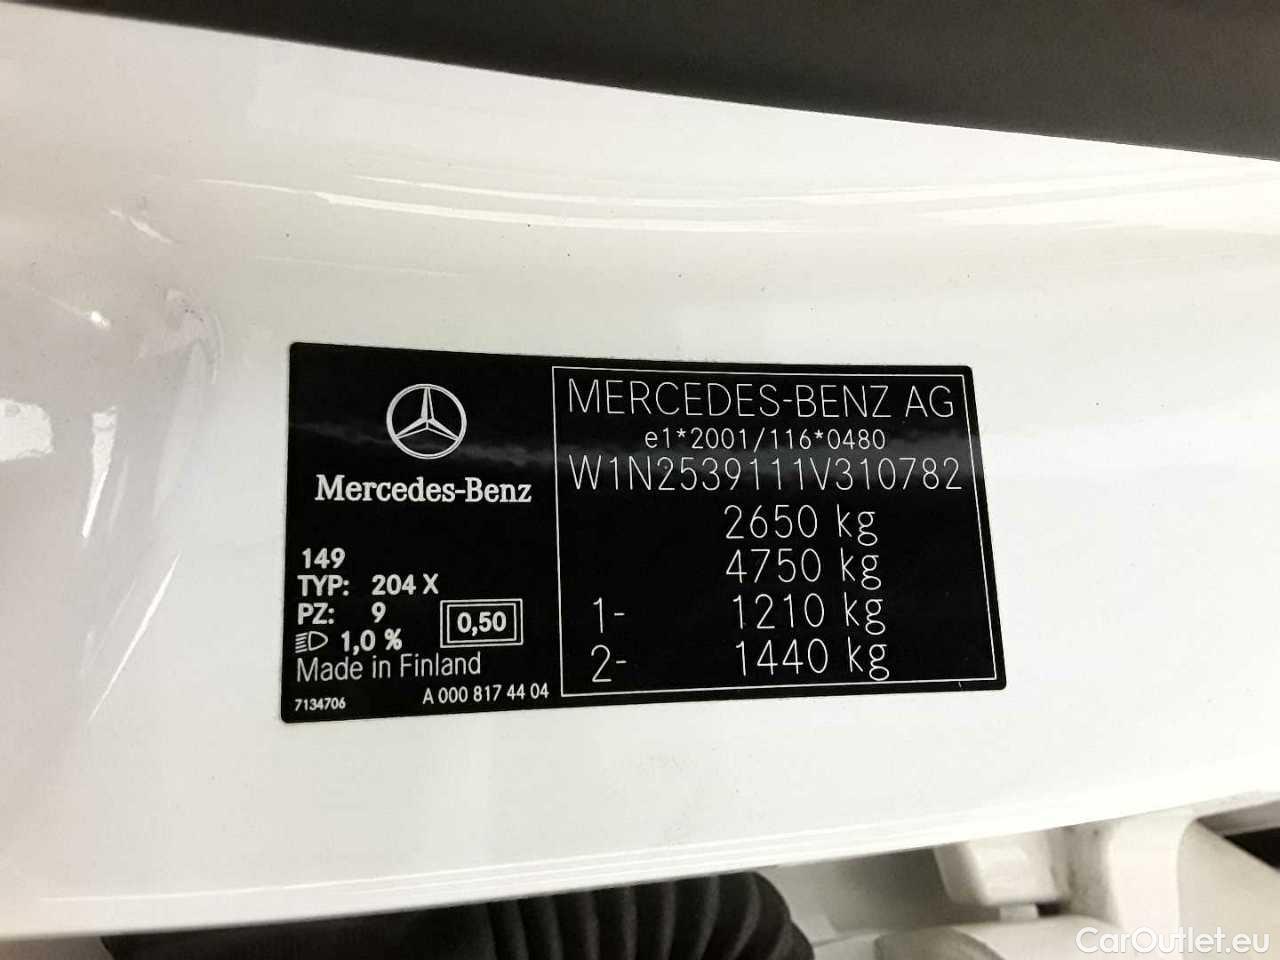 Mercedes-Benz
149
TYP: 204 X
PZ: 9
1,0 %
0,50
Made in Finland
7134706
A 000 817 44 04
MERCEDES-BENZ AG
e1*2001/116*0480
W1N2539111V310782
2650 kg
4750 kg
1- 1210 kg
2- 1440 kg
CarOutlet.eu